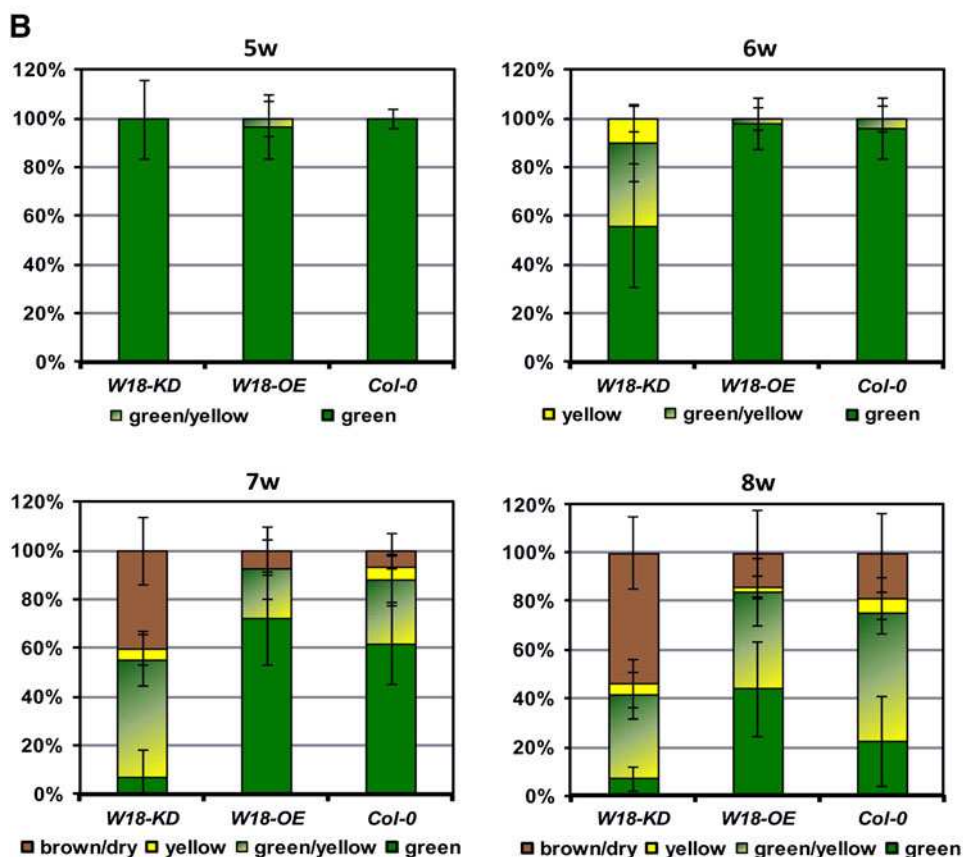 B
5w
120%
100%
80%
60%
40%
20%
0%
W18-KD W18-OE Col-0
green/yellow green
6w
120%
100%
80%
60%
40%
20%
0%
W18-KD W18-OE Col-0
yellow green/yellow green
7w
120%
100%
80%
60%
40%
20%
0%
W18-KD W18-OE Col-0
brown/dry yellow green/yellow green
8w
120%
100%
80%
60%
40%
20%
0%
W18-KD W18-OE Col-0
brown/dry yellow green/yellow green